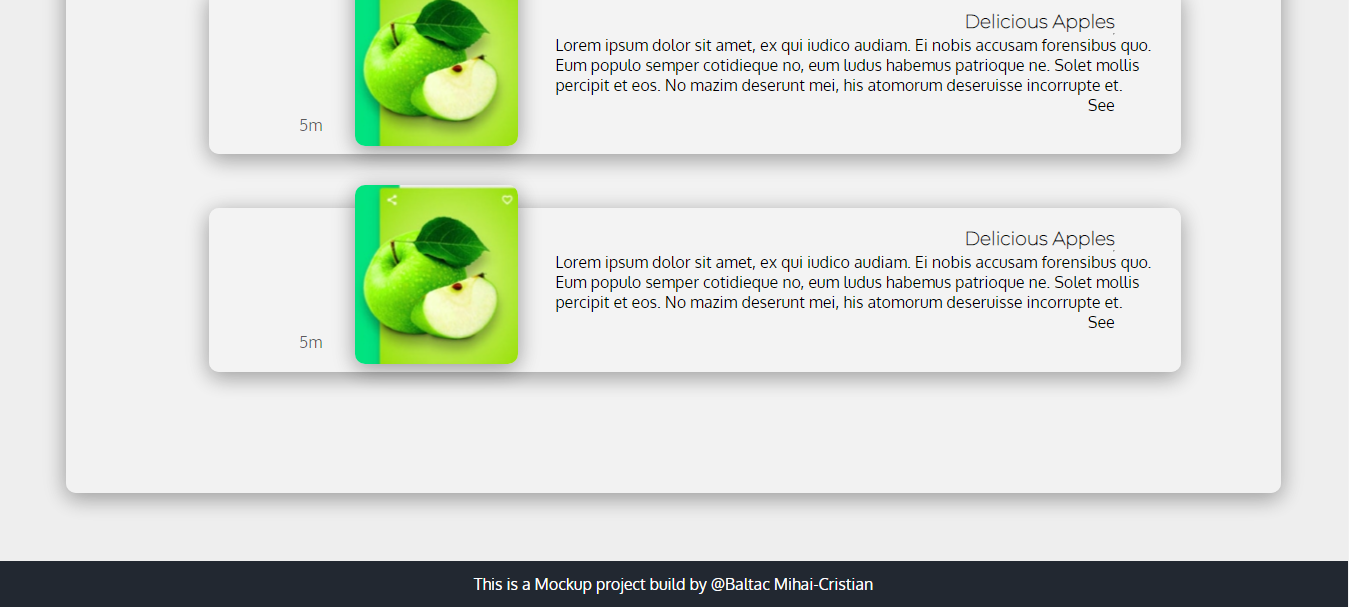 Delicious Apples
Lorem ipsum dolor sit amet, ex qui iudico audiam. Ei nobis accusam forensibus quo.
Eum populo semper cotidieque no, eum ludus habemus patrioque ne. Solet mollis
percipit et eos. No mazim deserunt mei, his atomorum deseruisse incorrupte et.
See
5m
Delicious Apples
Lorem ipsum dolor sit amet, ex qui iudico audiam. Ei nobis accusam forensibus quo.
Eum populo semper cotidieque no, eum ludus habemus patrioque ne. Solet mollis
percipit et eos. No mazim deserunt mei, his atomorum deseruisse incorrupte et.
See
5m
This is a Mockup project build by @Baltac Mihai-Cristian